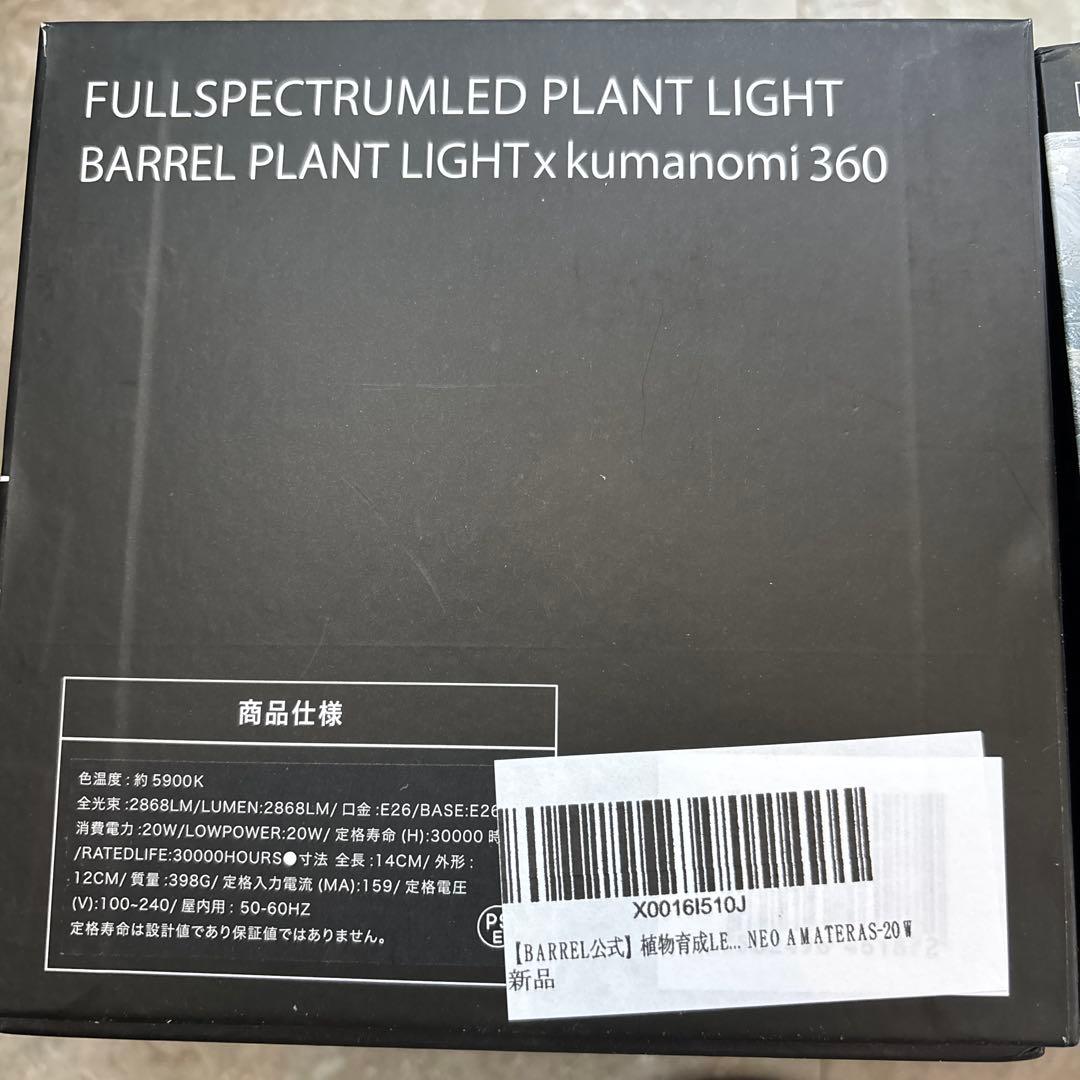 FULLSPECTRUMLED PLANT LIGHT
BARREL PLANT LIGHT x kumanomi 360
商品仕様
色温度 : 約 5900K
全光束 :2868LM/LUMEN:2868LM/ 口金 :E26/BASE:E26
消費電力 :20W/LOWPOWER:20W/ 定格寿命 (H):30000 時
/RATEDLIFE:30000HOURS●寸法 全長 :14CM/ 外形 :
12CM/ 質量 :398G/ 定格入力電流 (MA):159/ 定格電圧
(V):100~240/ 屋内用 : 50-60HZ
定格寿命は設計値であり保証値ではありません。
PS
E
X0016I510J
【BARREL公式】植物育成LE... NEO AMATERAS-20W
新品